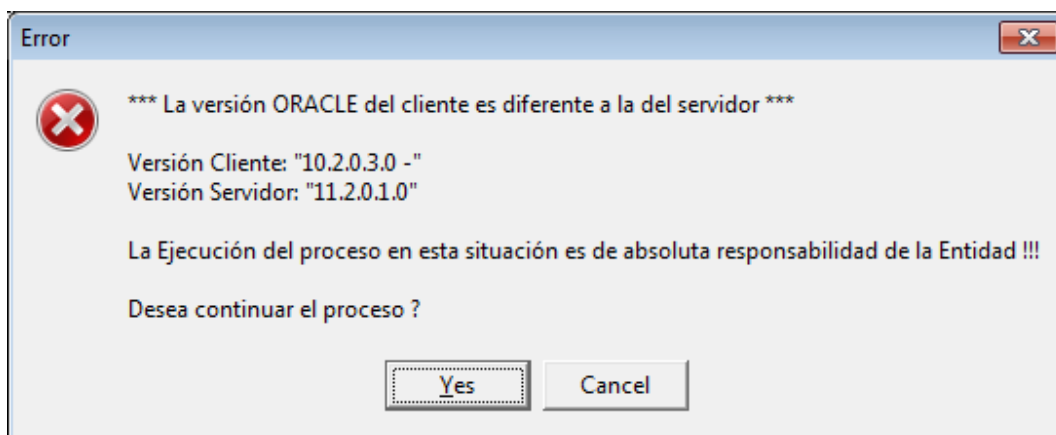 Error
*** La versión ORACLE del cliente es diferente a la del servidor ***
Versión Cliente: "10.2.0.3.0 -"
Versión Servidor: "11.2.0.1.0"
La Ejecución del proceso en esta situación es de absoluta responsabilidad de la Entidad !!!
Desea continuar el proceso ?
Yes
Cancel